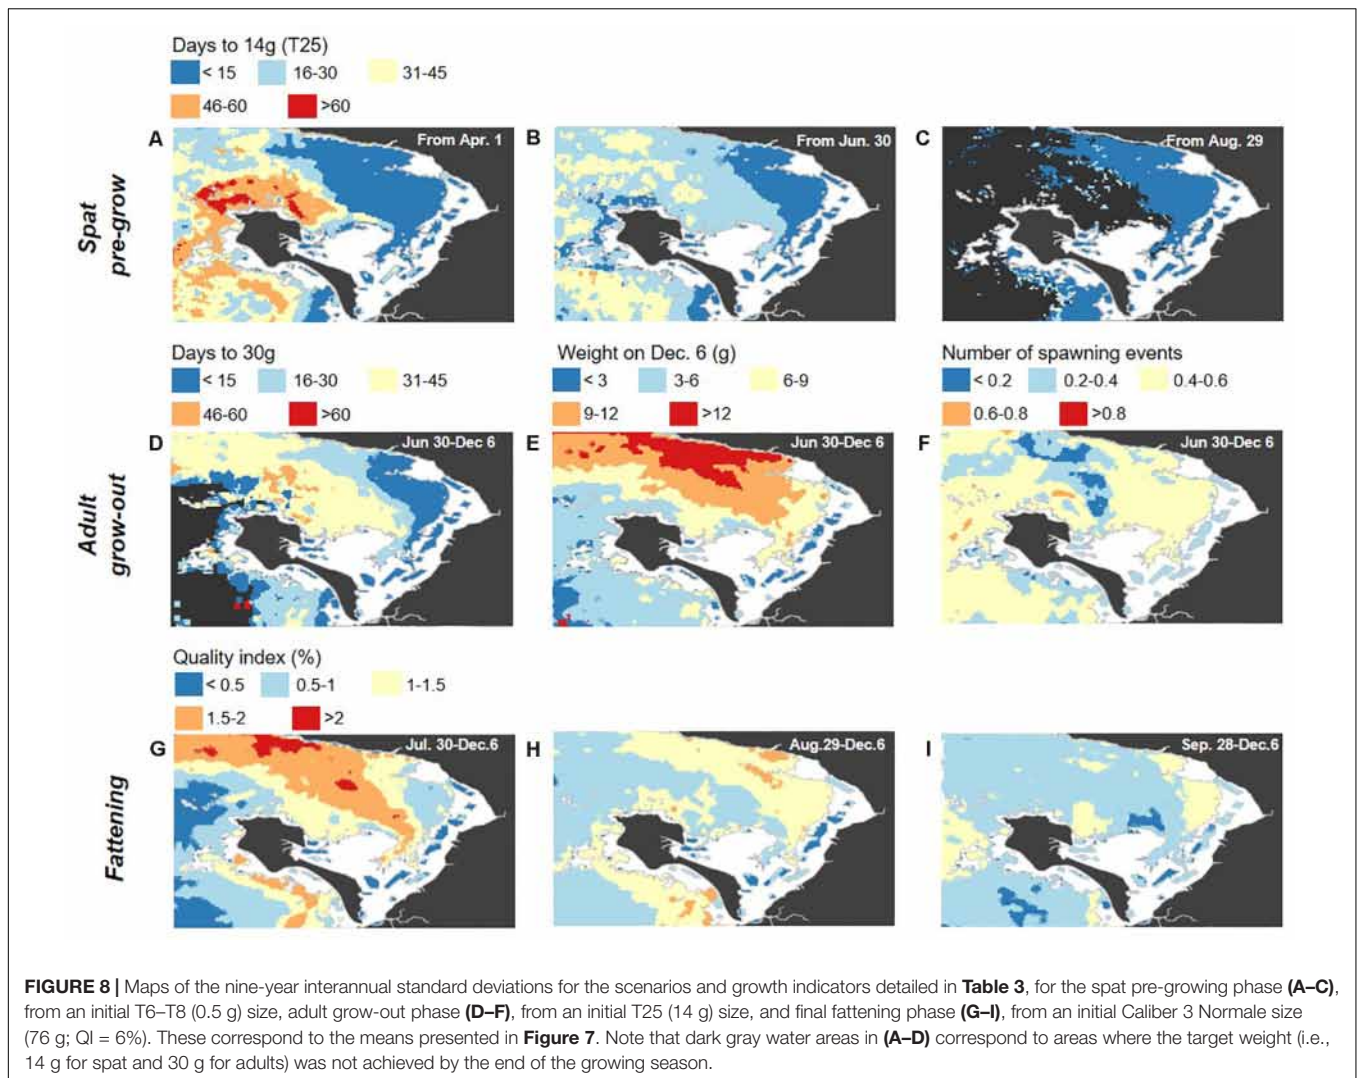 Days to 14g (T25)
< 15 16-30 31-45
46-60 >60
A From Apr. 1 B From Jun. 30 C From Aug. 29
Spat
pre-grow
Days to 30g Weight on Dec. 6 (g) Number of spawning events
< 15 16-30 31-45 < 3 3-6 6-9 < 0.2 0.2-0.4 0.4-0.6
46-60 >60 9-12 >12 0.6-0.8 >0.8
D Jun 30-Dec 6 E Jun 30-Dec 6 F Jun 30-Dec 6
Adult
grow-out
Quality index (%)
< 0.5 0.5-1 1-1.5
1.5-2 >2
G Jul. 30-Dec.6 H Aug.29-Dec.6 I Sep. 28-Dec.6
Fattening
FIGURE 8 | Maps of the nine-year interannual standard deviations for the scenarios and growth indicators detailed in Table 3, for the spat pre-growing phase (A–C),
from an initial T6–T8 (0.5 g) size, adult grow-out phase (D–F), from an initial T25 (14 g) size, and final fattening phase (G–I), from an initial Caliber 3 Normale size
(76 g; QI = 6%). These correspond to the means presented in Figure 7. Note that dark gray water areas in (A–D) correspond to areas where the target weight (i.e.,
14 g for spat and 30 g for adults) was not achieved by the end of the growing season.